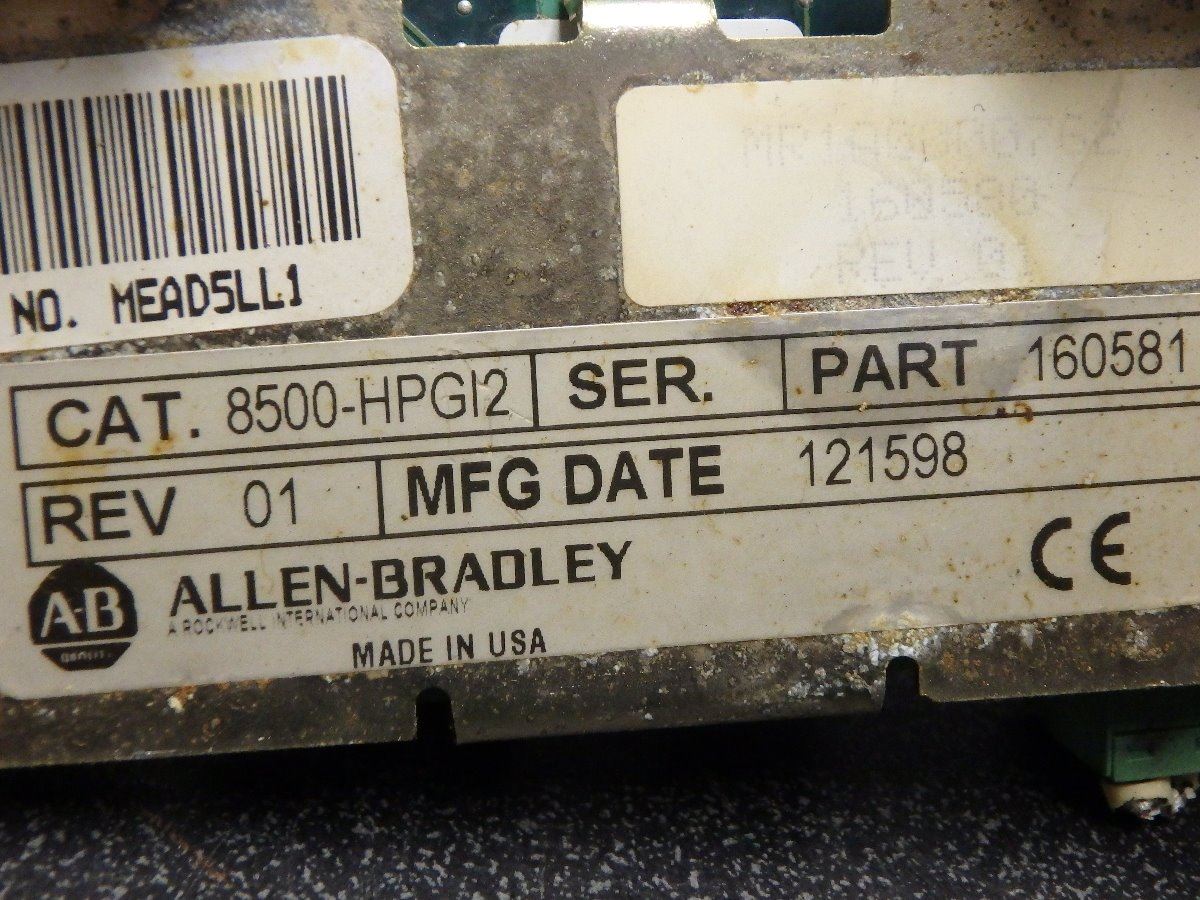 NO. MEAD5LL1
160580
CAT. 8500-HPGI2 SER. PART 160581
REV 01 MFG DATE 121598
A-B
ALLEN-BRADLEY
A ROCKWELL INTERNATIONAL COMPANY
MADE IN USA
CE